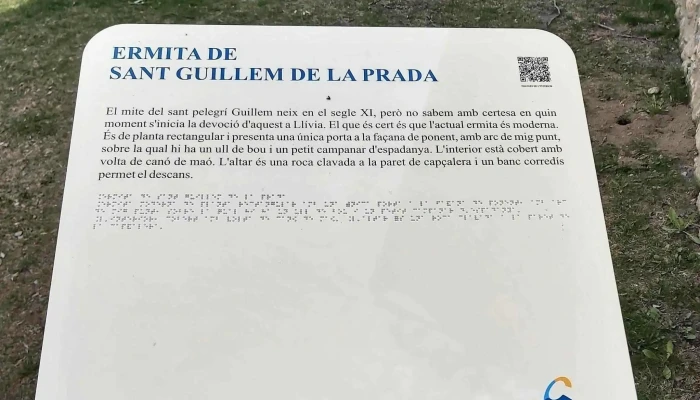 ERMITA DE
SANT GUILLEM DE LA PRADA
El mite del sant pelegrí Guillem neix en el segle XI, però no sabem amb certesa en quin
moment s'inicia la devoció d'aquest a Llívia. El que és cert és que l'actual ermita és moderna.
És de planta rectangular i presenta una única porta a la façana de ponent, amb arc de mig punt,
sobre la qual hi ha un ull de bou i un petit campanar d'espadanya. L'interior està cobert amb
volta de canó de maó. L'altar és una roca clavada a la paret de capçalera i un banc corredís
permet el descans.